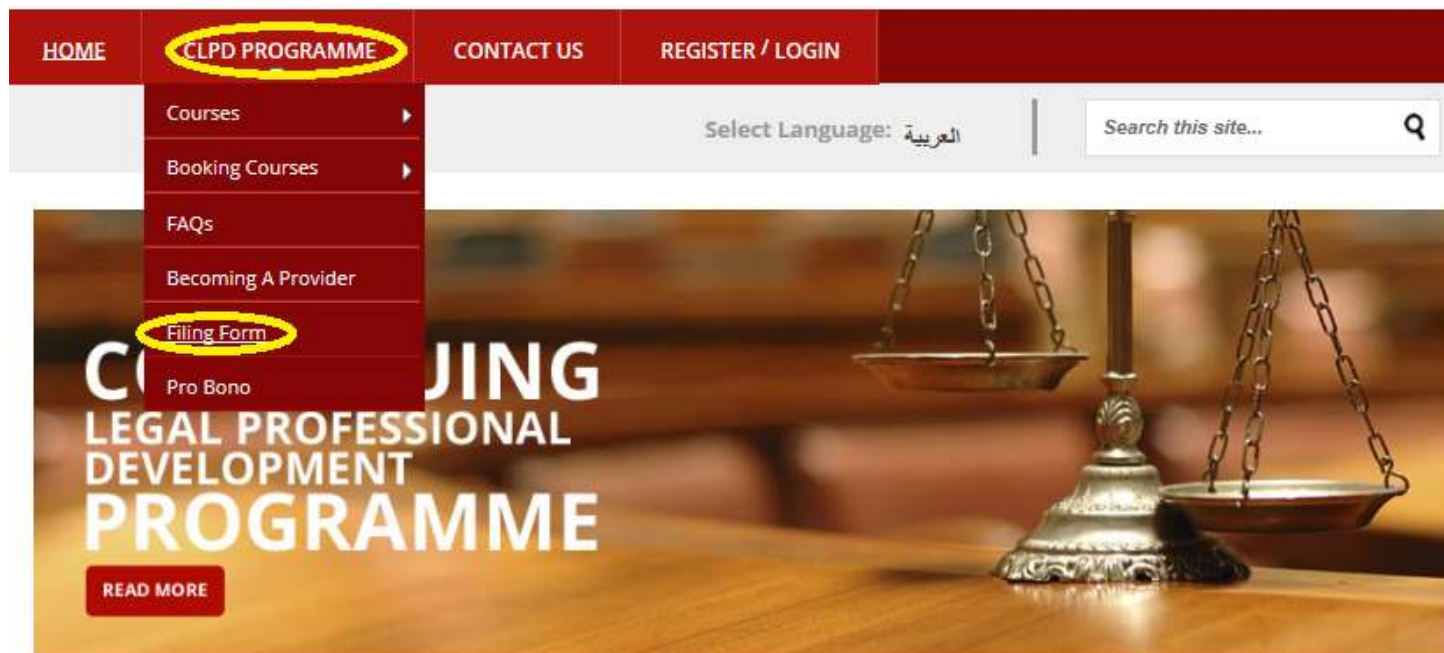 HOME CLPD PROGRAMME CONTACT US REGISTER / LOGIN
Courses
Booking Courses
FAQs
Becoming A Provider
Filing Form
Pro Bono
Select Language: العربية
Search this site...
LEGAL PROFESSIONAL
DEVELOPMENT
PROGRAMME
READ MORE